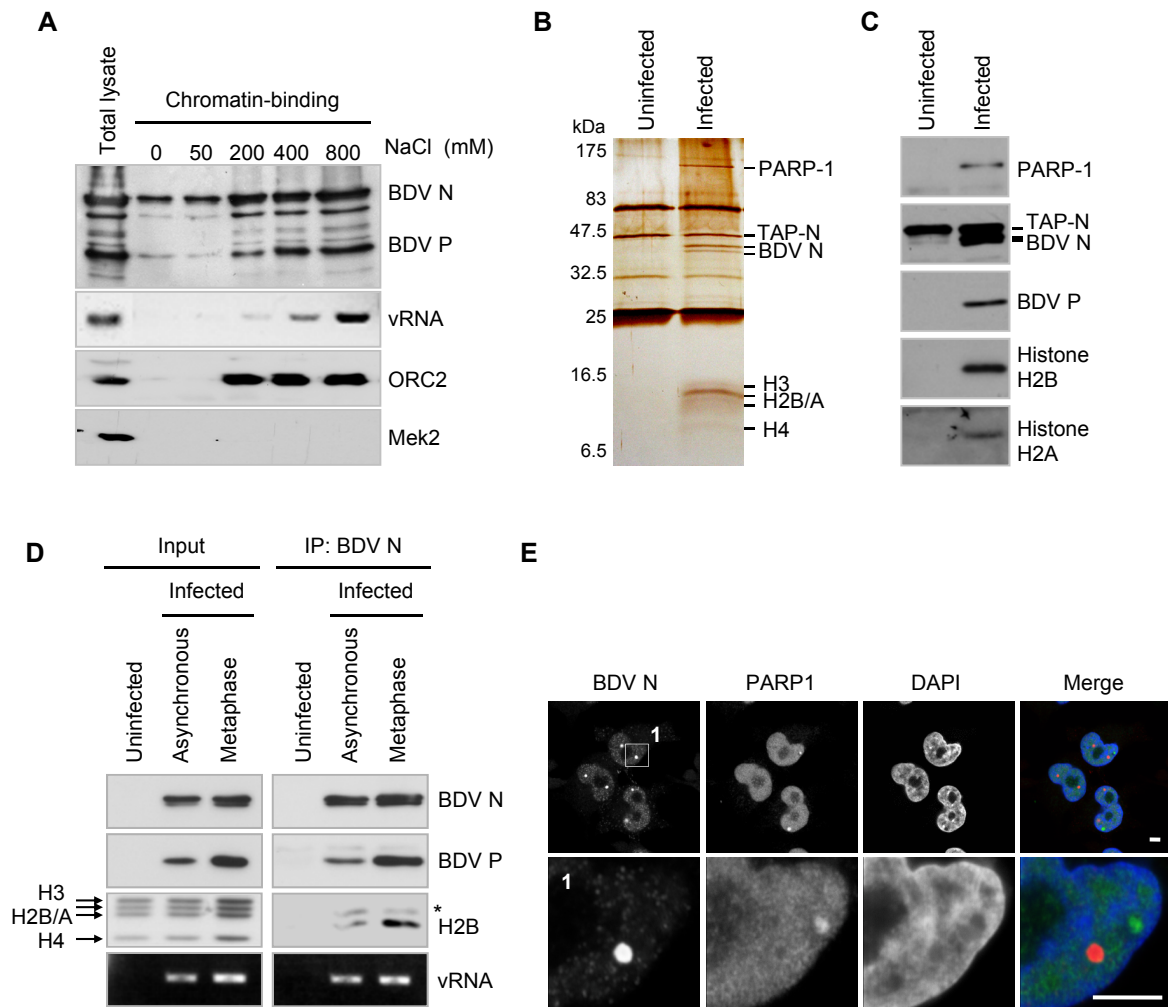 A
Total lysate
Chromatin-binding
0 50 200 400 800 NaCl (mM)
BDV N
BDV P
vRNA
ORC2
Mek2
B
Uninfected
Infected
kDa
175
83
47.5
32.5
25
16.5
6.5
PARP-1
TAP-N
BDV N
H3
H2B/A
H4
C
Uninfected
Infected
PARP-1
TAP-N
BDV N
BDV P
Histone
H2B
Histone
H2A
D
Input IP: BDV N
Infected Infected
Uninfected
Asynchronous
Metaphase
Uninfected
Asynchronous
Metaphase
BDV N
BDV P
H3
H2B/A
H4
*
H2B
vRNA
E
BDV N PARP1 DAPI Merge
1
1